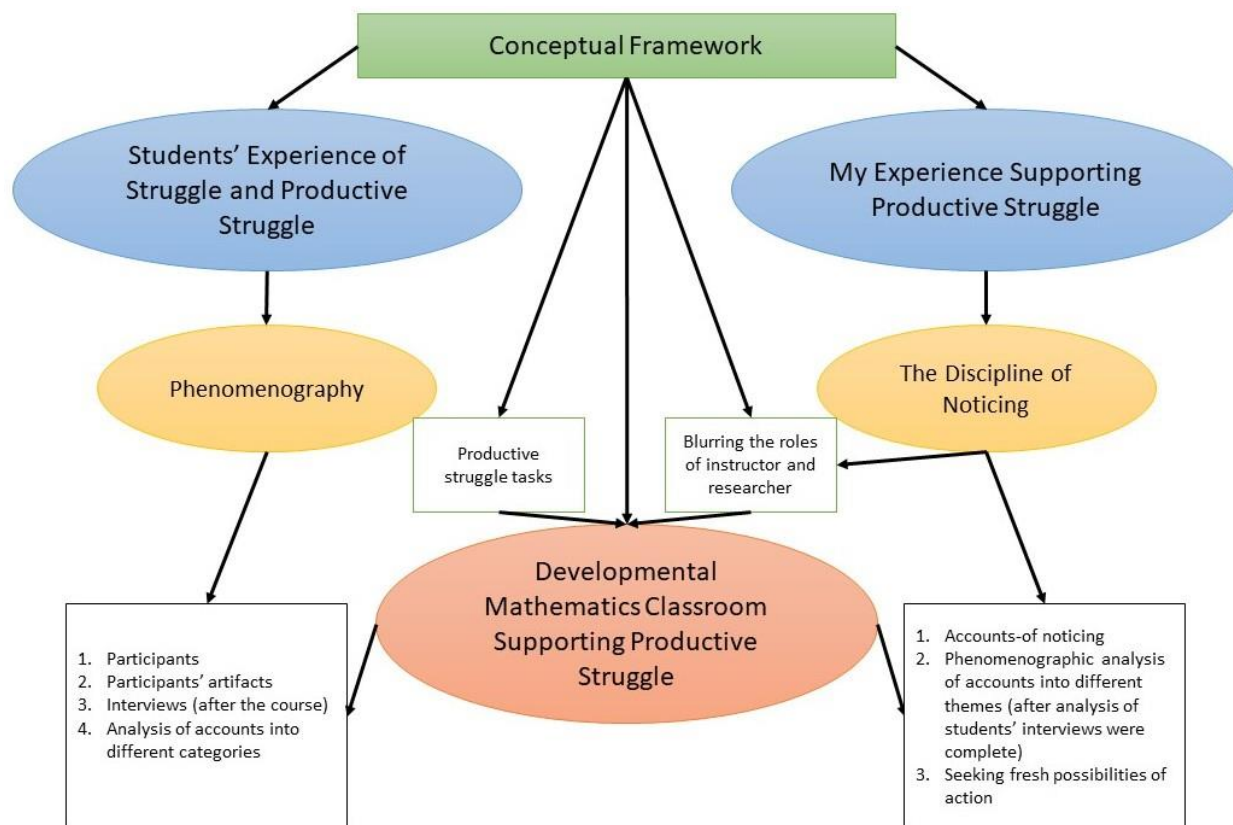 Conceptual Framework
Students’ Experience of
Struggle and Productive
Struggle
My Experience Supporting
Productive Struggle
Phenomenography
The Discipline of
Noticing
Productive
struggle tasks
Blurring the roles
of instructor and
researcher
Developmental
Mathematics Classroom
Supporting Productive
Struggle
1. Participants
2. Participants’ artifacts
3. Interviews (after the course)
4. Analysis of accounts into
different categories
1. Accounts-of noticing
2. Phenomenographic analysis
of accounts into different
themes (after analysis of
students’ interviews were
complete)
3. Seeking fresh possibilities of
action